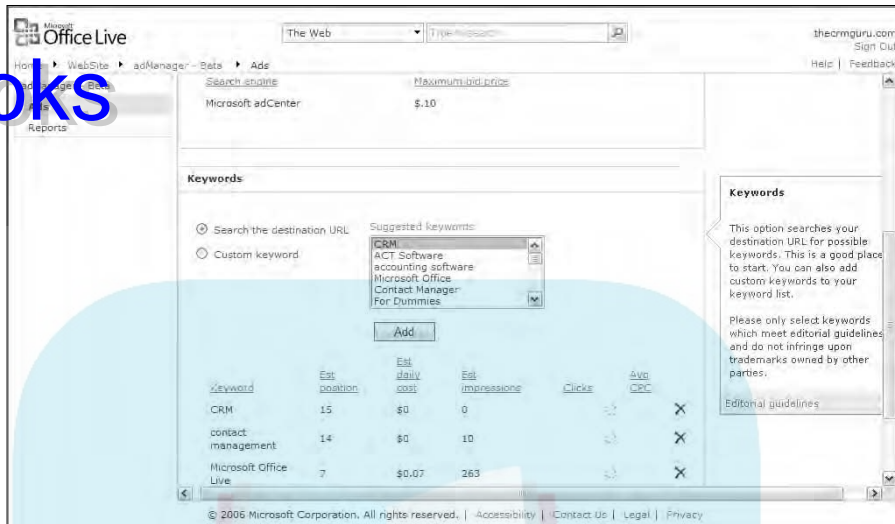 Microsoft
Office Live
The Web
thecrmguru.com
Sign Out
Home ▸ WebSite ▸ adManager - Beta ▸ Ads
Help | Feedback
adManager - Beta
Ads
Reports
oks
Search engine Maximum bid price
Microsoft adCenter $.10
Keywords
Search the destination URL
Custom keyword
Suggested keywords:
CRM
ACT Software
accounting software
Microsoft Office
Contact Manager
For Dummies
Add
Keyword Est position Est daily cost Est impressions Clicks Avg CPC
CRM 15 $0 0
contact management 14 $0 10
Microsoft Office Live 7 $0.07 263
Keywords
This option searches your
destination URL for possible
keywords. This is a good place
to start. You can also add
custom keywords to your
keyword list.
Please only select keywords
which meet editorial guidelines
and do not infringe upon
trademarks owned by other
parties.
Editorial guidelines
© 2006 Microsoft Corporation. All rights reserved. | Accessibility | Contact Us | Legal | Privacy